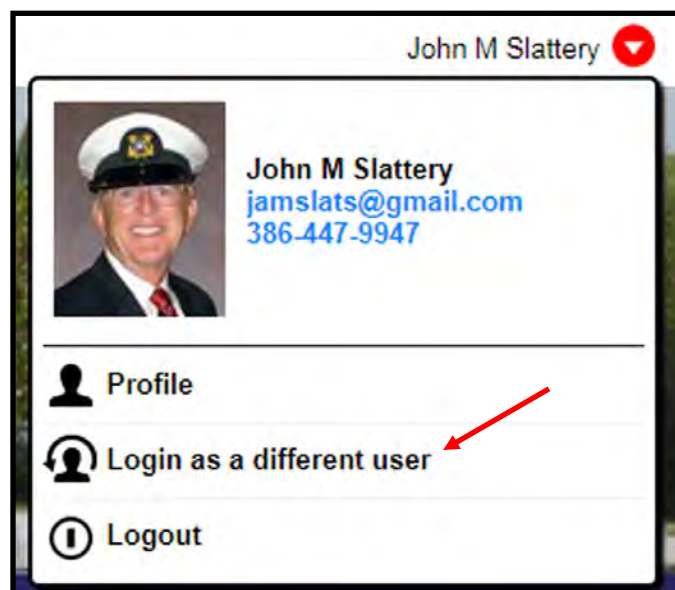 John M Slattery
John M Slattery
jamslats@gmail.com
386-447-9947
Profile
Login as a different user
Logout